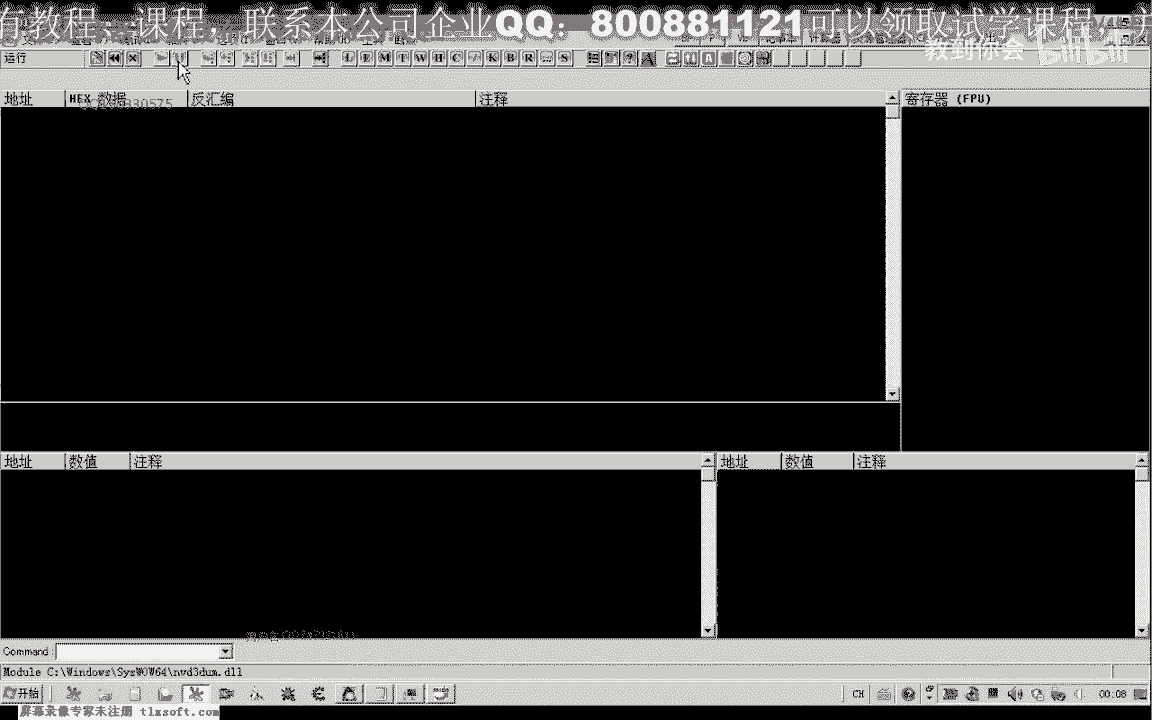 有教程、课程，联系本公司企业QQ：800881121可以领取试学课程，
教到你会 bilibili
运行
L E M T W H C / K B R ... S
地址 HEX 数据 反汇编 注释 寄存器 (FPU)
地址 数值 注释 地址 数值 注释
Command:
Module C:\Windows\SysWOW64\nvd3dum.dll
开始 CH 00:08
屏幕录像专家未注册 tlxsoft.com